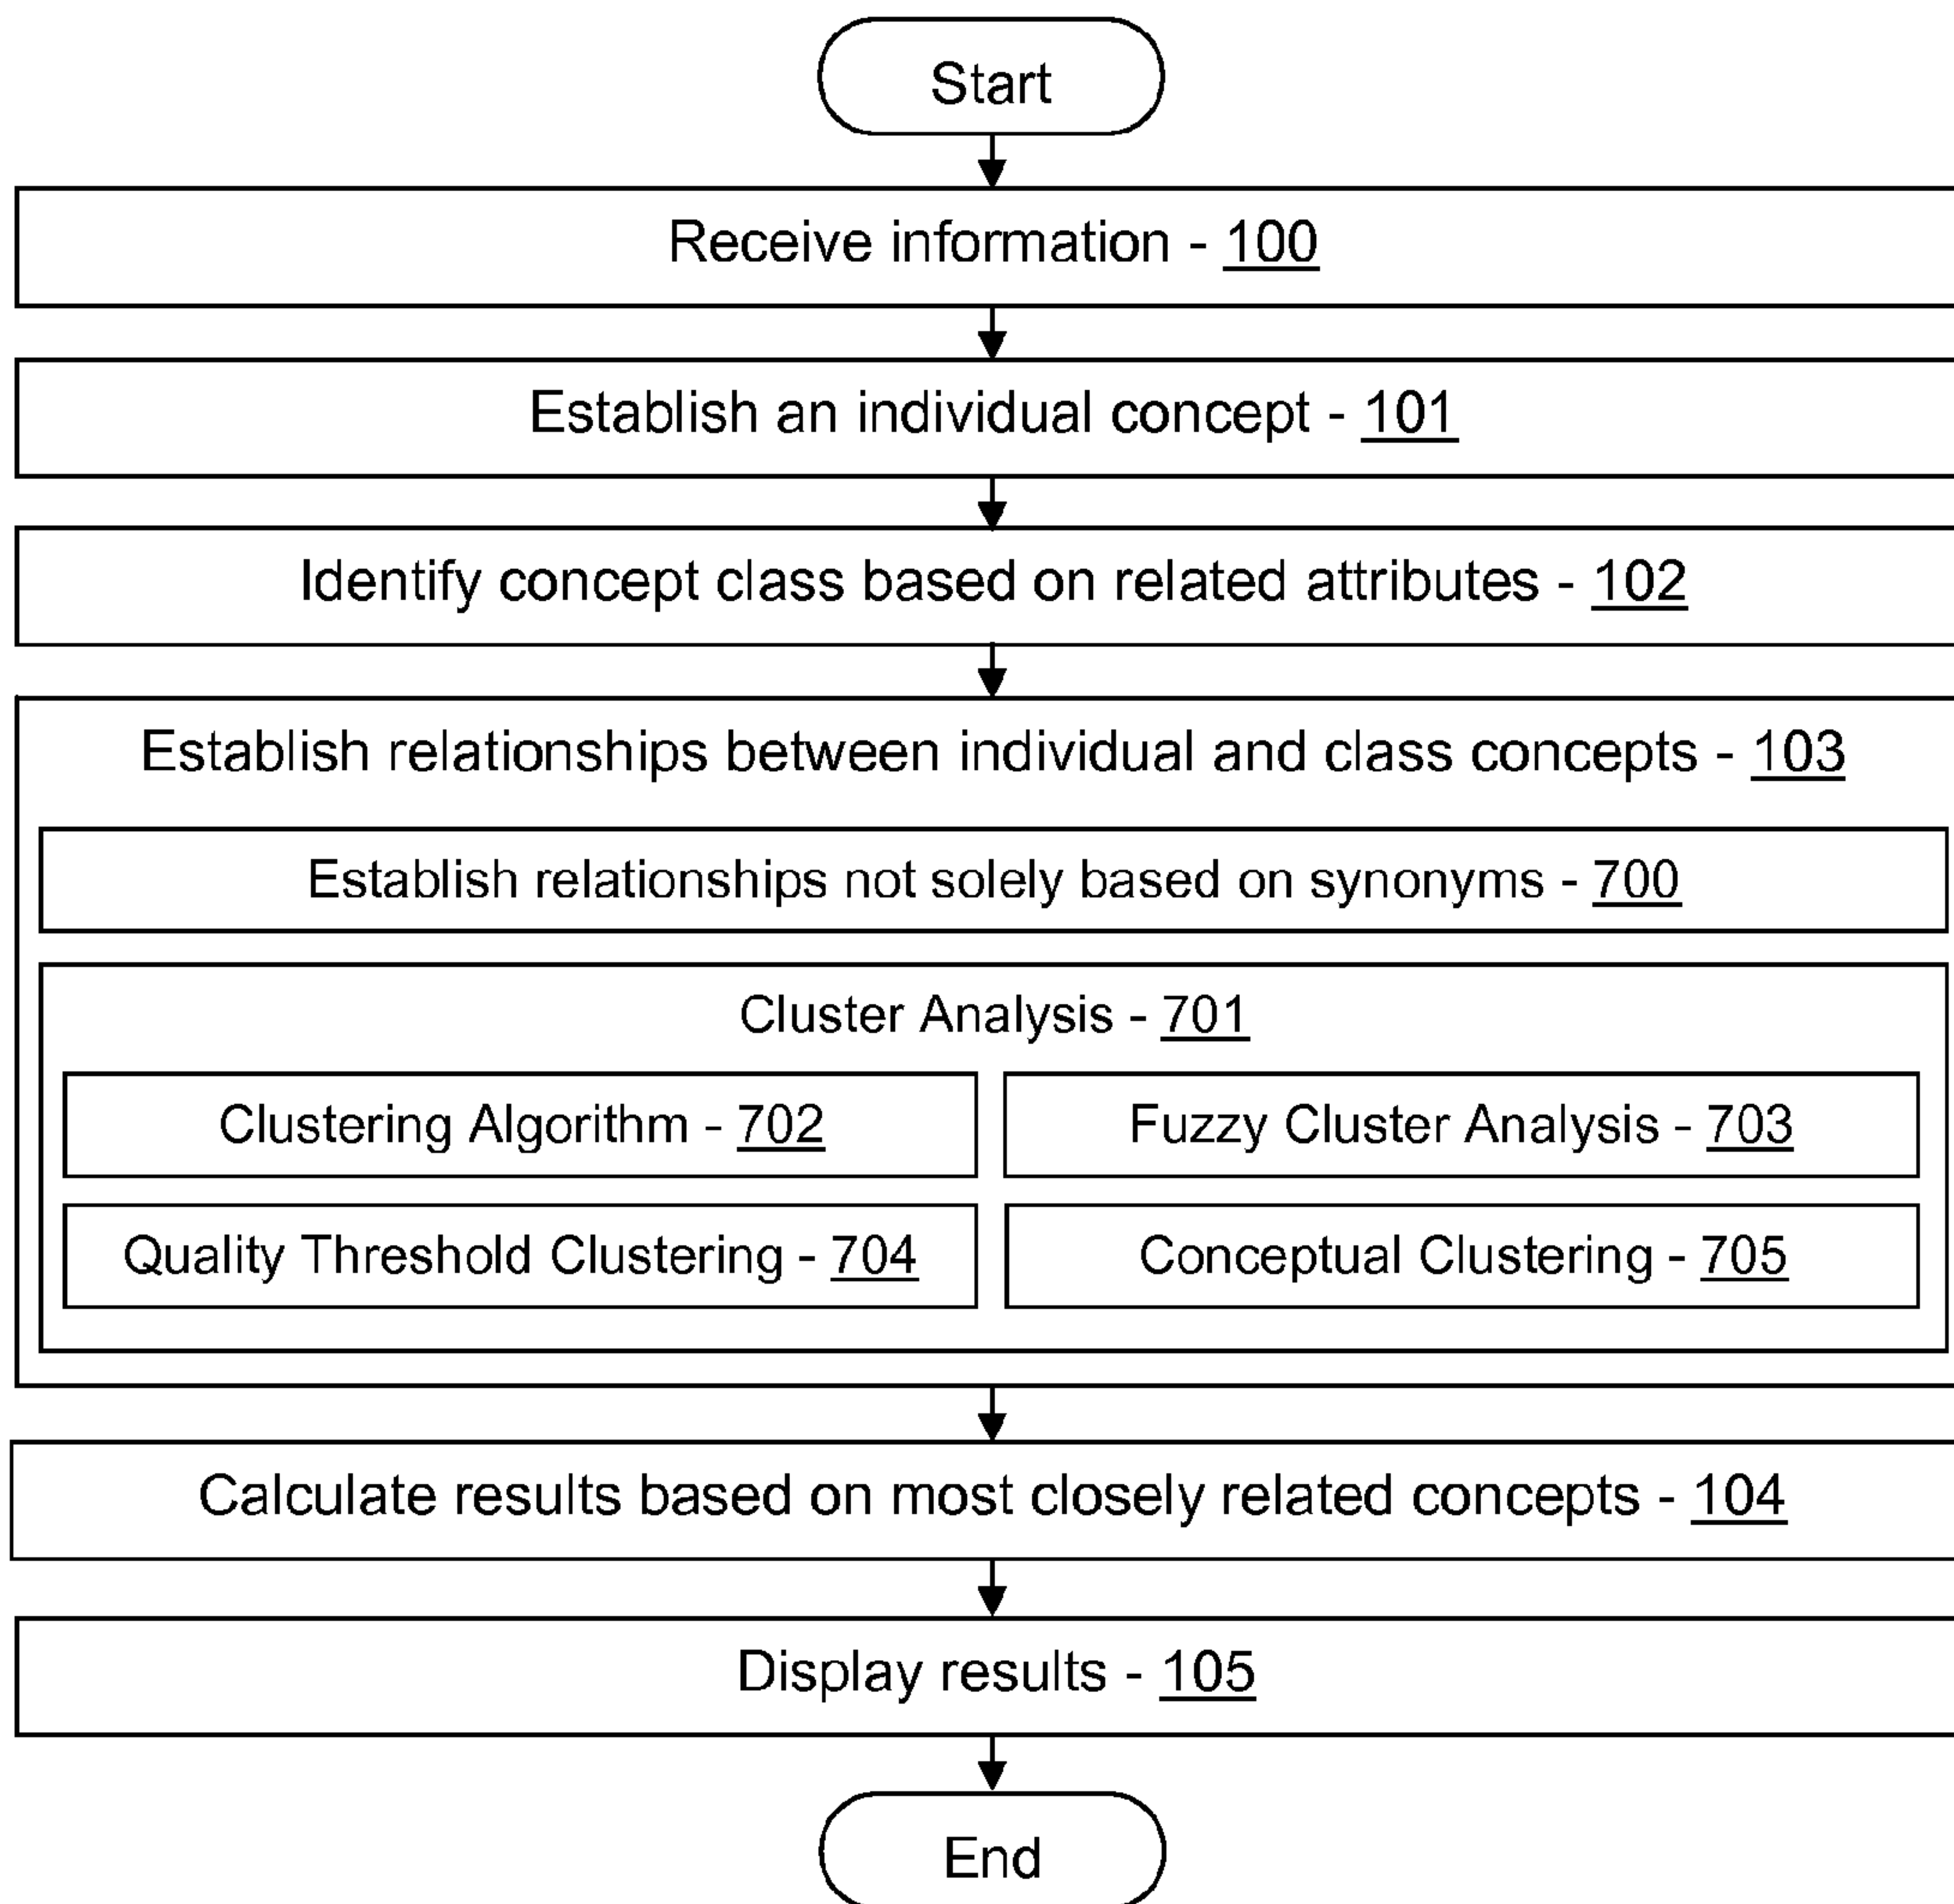 Start
Receive information - 100
Establish an individual concept - 101
Identify concept class based on related attributes - 102
Establish relationships between individual and class concepts - 103
Establish relationships not solely based on synonyms - 700
Cluster Analysis - 701
Clustering Algorithm - 702
Fuzzy Cluster Analysis - 703
Quality Threshold Clustering - 704
Conceptual Clustering - 705
Calculate results based on most closely related concepts - 104
Display results - 105
End